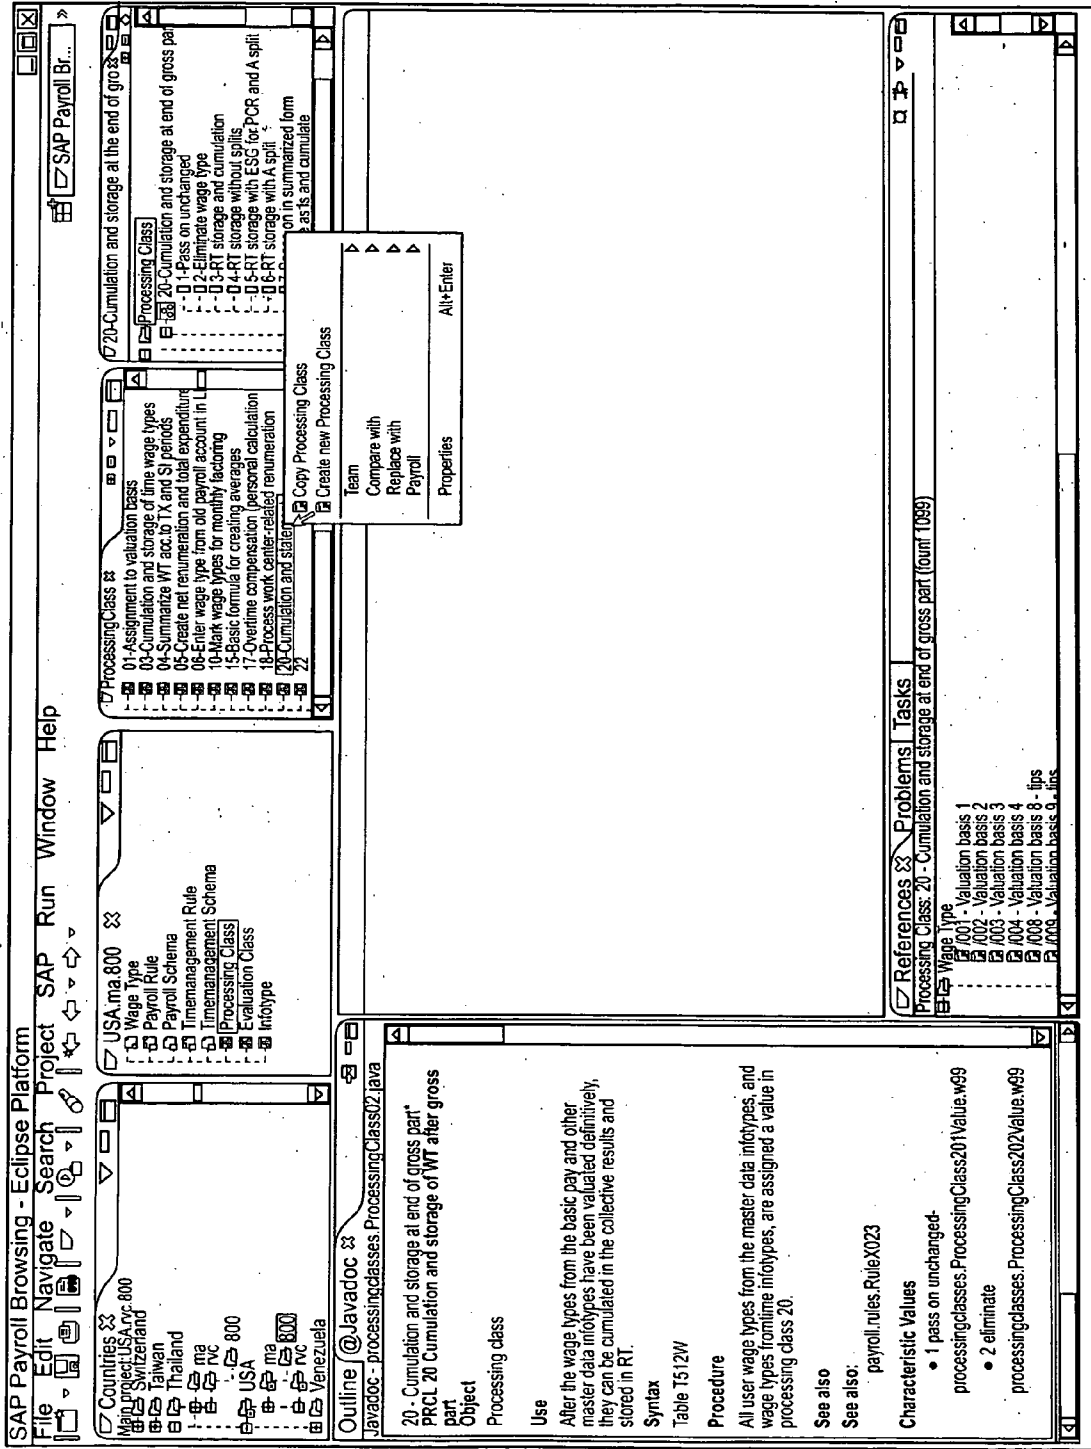 SAP Payroll Browsing - Eclipse Platform
File Edit Navigate Search Project SAP Run Window Help
SAP Payroll Br... »
Countries
Main project:USA.rvc.800
Switzerland
Taiwan
Thailand
ma
rvc
800
USA
ma
800
rvc
Venezuela
USA.ma.800
Wage Type
Payroll Rule
Payroll Schema
Timemanagement Rule
Timemanagement Schema
Processing Class
Evaluation Class
Infotype
ProcessingClass
01-Assignment to valuation basis
03-Cumulation and storage of time wage types
04-Summarize WT acc.to TX and SI periods
05-Create net renumeration and total expenditure
06-Enter wage type from old payroll account in
10-Mark wage types for monthly factoring
15-Basic formula for creating averages
17-Overtime compensation (personal calculation
18-Process work center-related renumeration
20-Cumulation and staten
22
20-Cumulation and storage at the end of gro
Processing Class
20-Cumulation and storage at end of gross part
1-Pass on unchanged
2-Eliminate wage type
3-RT storage and cumulation
4-RT storage without splits
5-RT storage with ESG for PCR and A split
6-RT storage with A split
on in summarized form
as1s and cumulate
Copy Processing Class
Create new Processing Class
Team
Compare with
Replace with
Payroll
Properties Alt+Enter
Outline @Javadoc
Javadoc - processingclasses.ProcessingClass02.java
20 - Cumulation and storage at end of gross part*
PRCL 20 Cumulation and storage of WT after gross
part
Object
Processing class
Use
After the wage types from the basic pay and other
master data infotypes have been valuated definitively,
they can be cumulated in the collective results and
stored in RT.
Syntax
Table T512W
Procedure
All user wage types from the master data infotypes, and
wage types fromtime infotypes, are assigned a value in
processing class 20.
See also
See also:
payroll.rules.RuleX023
Characteristic Values
• 1 pass on unchanged-
processingclasses.ProcessingClass201Value.w99
• 2 eliminate
processingclasses.ProcessingClass202Value.w99
References Problems Tasks
Processing Class: 20 - Cumulation and storage at end of gross part (founf 1099)
Wage Type
/001 - Valuation basis 1
/002 - Valuation basis 2
/003 - Valuation basis 3
/004 - Valuation basis 4
/008 - Valuation basis 8 - tips
/009 - Valuation basis 9 - tips